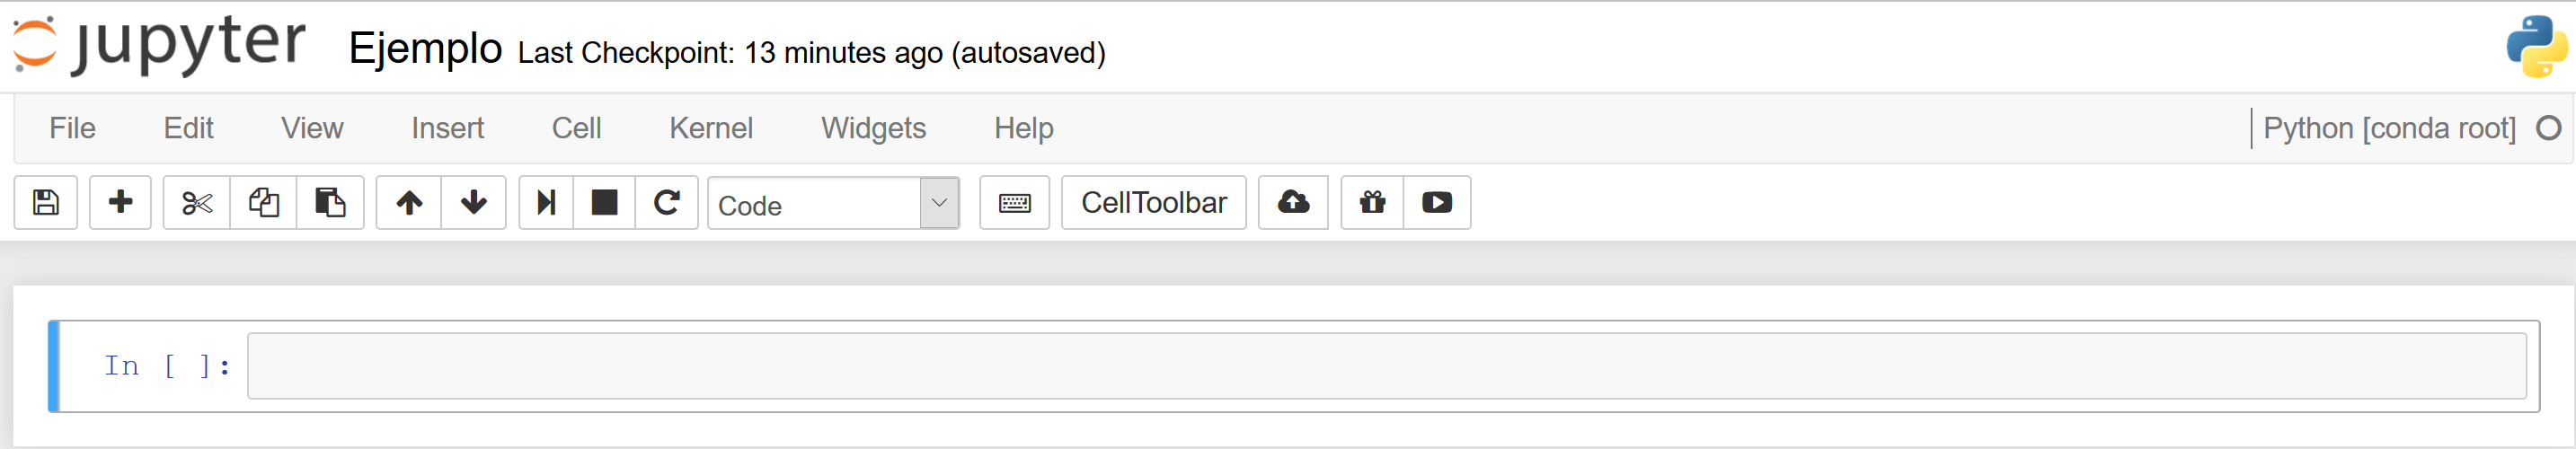 jupyter Ejemplo Last Checkpoint: 13 minutes ago (autosaved)
File Edit View Insert Cell Kernel Widgets Help Python [conda root]
Code CellToolbar
In [ ]: